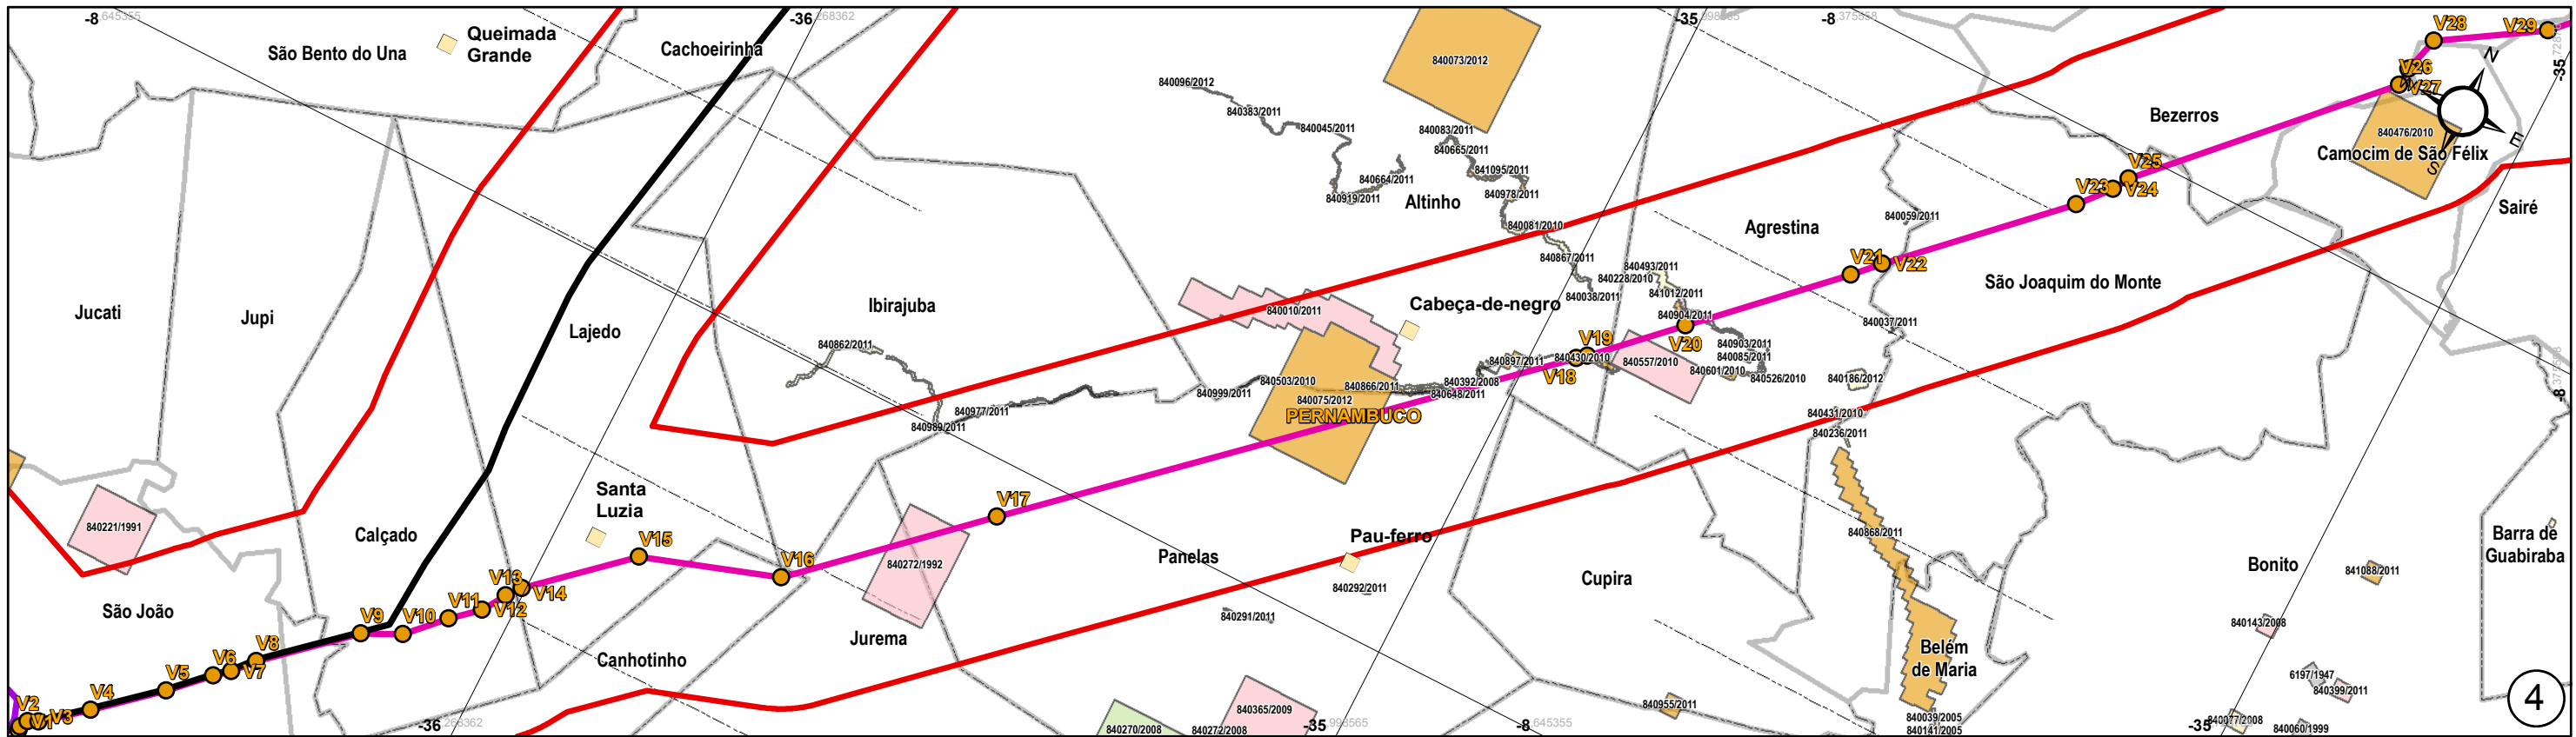 -8.645355
-36.268362
-35.998565
-8.375558
V28
V29
Queimada
Grande
São Bento do Una
Cachoeirinha
840073/2012
N
V26
V27
840096/2012
840383/2011
840045/2011
840083/2011
840665/2011
840664/2011
840919/2011
841095/2011
840978/2011
Altinho
840081/2010
840867/2011
840038/2011
Bezerros
840476/2010
Camocim de São Félix
E
S
V25
V23
V24
Sairé
Agrestina
840059/2011
840493/2011
840228/2010
841012/2011
840904/2011
V21
V22
São Joaquim do Monte
Jucati
Jupi
Lajedo
Ibirajuba
840010/2011
Cabeça-de-negro
840862/2011
840037/2011
V19
V20
V18
840897/2011
840430/2010
840557/2010
840903/2011
840085/2011
840601/2010
840526/2010
840186/2012
840503/2010
840866/2011
840392/2008
840648/2011
840999/2011
840075/2012
PERNAMBUCO
840977/2011
840989/2011
840431/2010
840236/2011
840221/1991
Calçado
Santa
Luzia
V17
V15
V16
840272/1992
Panelas
Pau-ferro
840292/2011
840291/2011
Cupira
840868/2011
Bonito
841088/2011
Barra de
Guabiraba
São João
V13
V14
V11
V12
V9
V10
V8
V6
V7
V5
V4
V2
V1
V3
Jurema
Canhotinho
840143/2008
Belém
de Maria
6197/1947
840399/2011
840955/2011
840365/2009
840270/2008
840272/2008
840039/2005
840141/2005
840077/2008
840060/1999
-36.268362
-35.998565
-8.645355
-35
-8.375558
4